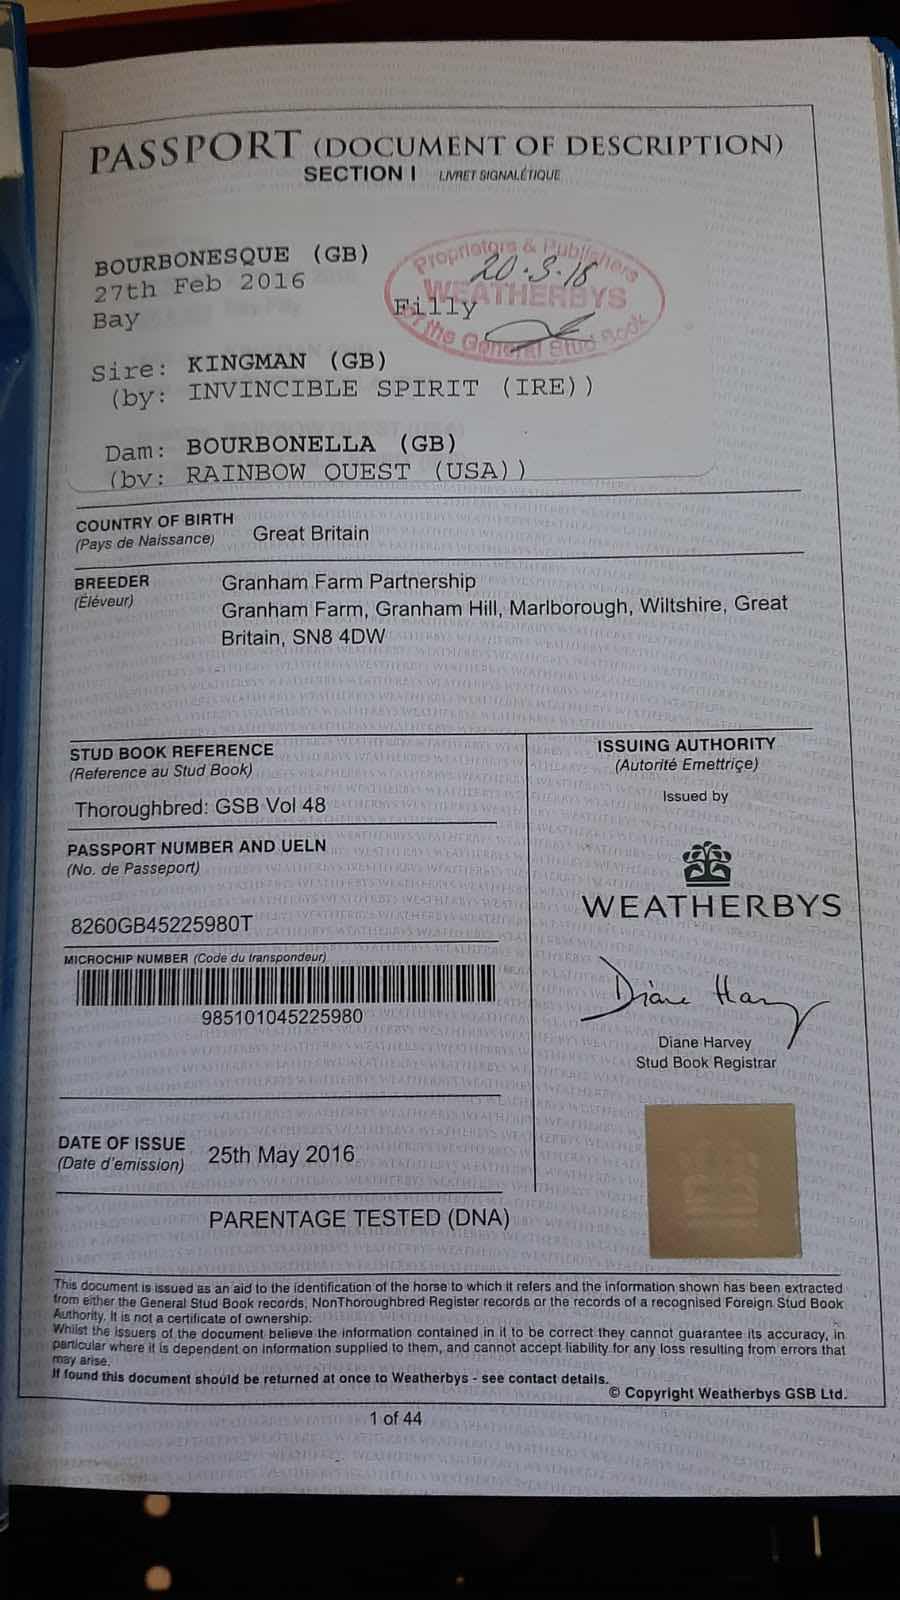 PASSPORT (DOCUMENT OF DESCRIPTION)
SECTION I LIVRET SIGNALÉTIQUE
BOURBONESQUE (GB)
27th Feb 2016
Bay
Filly
Proprietors & Publishers
20.3.18
WEATHERBYS
of the General Stud Book
Sire: KINGMAN (GB)
(by: INVINCIBLE SPIRIT (IRE))
Dam: BOURBONELLA (GB)
(by: RAINBOW QUEST (USA))
COUNTRY OF BIRTH
(Pays de Naissance)
Great Britain
BREEDER
(Éléveur)
Granham Farm Partnership
Granham Farm, Granham Hill, Marlborough, Wiltshire, Great
Britain, SN8 4DW
STUD BOOK REFERENCE
(Reference au Stud Book)
Thoroughbred: GSB Vol 48
PASSPORT NUMBER AND UELN
(No. de Passeport)
8260GB45225980T
MICROCHIP NUMBER (Code du transpondeur)
985101045225980
DATE OF ISSUE
(Date d'emission)
25th May 2016
PARENTAGE TESTED (DNA)
ISSUING AUTHORITY
(Autorité Emettriçe)
Issued by
WEATHERBYS
Diane Harvey
Diane Harvey
Stud Book Registrar
This document is issued as an aid to the identification of the horse to which it refers and the information shown has been extracted
from either the General Stud Book records, NonThoroughbred Register records or the records of a recognised Foreign Stud Book
Authority. It is not a certificate of ownership.
Whilst the issuers of the document believe the information contained in it to be correct they cannot guarantee its accuracy, in
particular where it is dependent on information supplied to them, and cannot accept liability for any loss resulting from errors that
may arise.
If found this document should be returned at once to Weatherbys - see contact details.
© Copyright Weatherbys GSB Ltd.
1 of 44